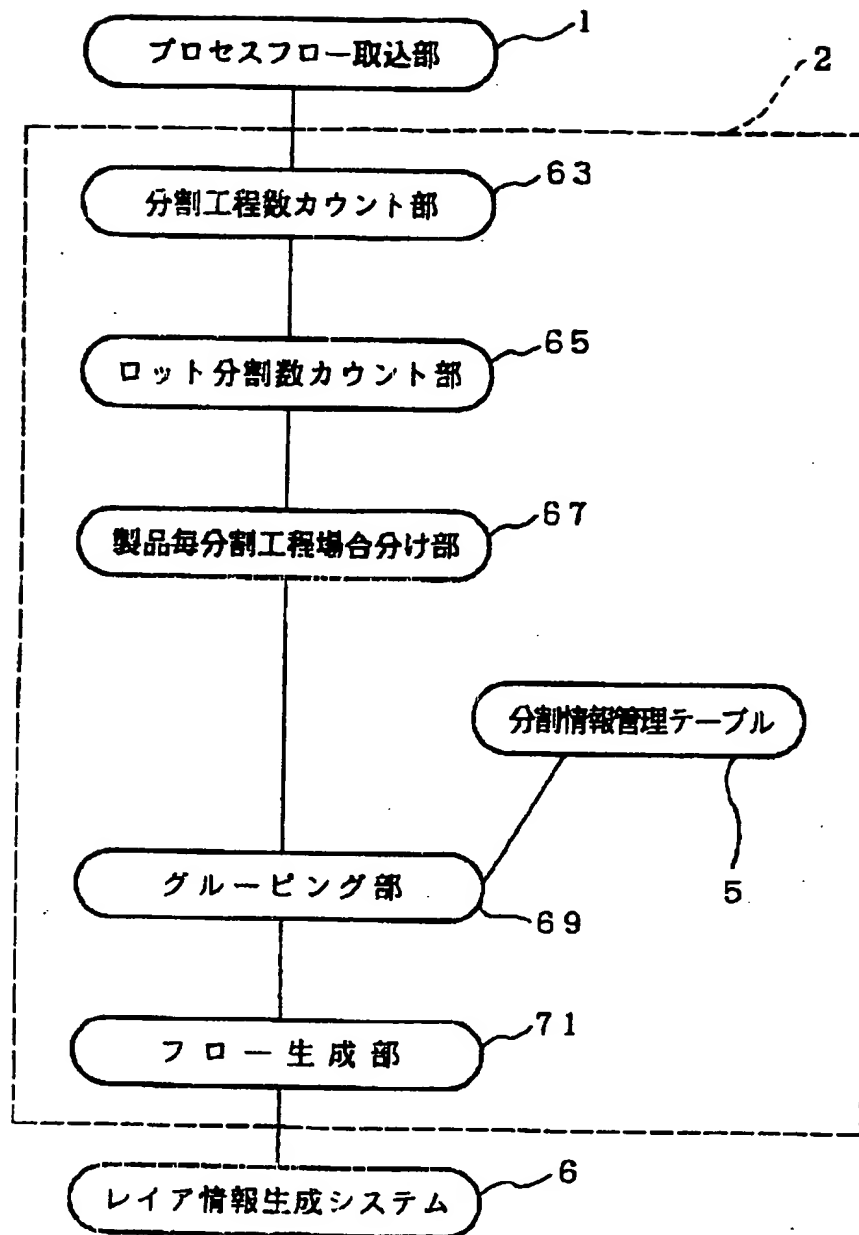 プロセスフロー取込部
1
2
分割工程数カウント部
63
ロット分割数カウント部
65
製品毎分割工程場合分け部
67
分割情報管理テーブル
5
グルーピング部
69
フロー生成部
71
レイア情報生成システム
6